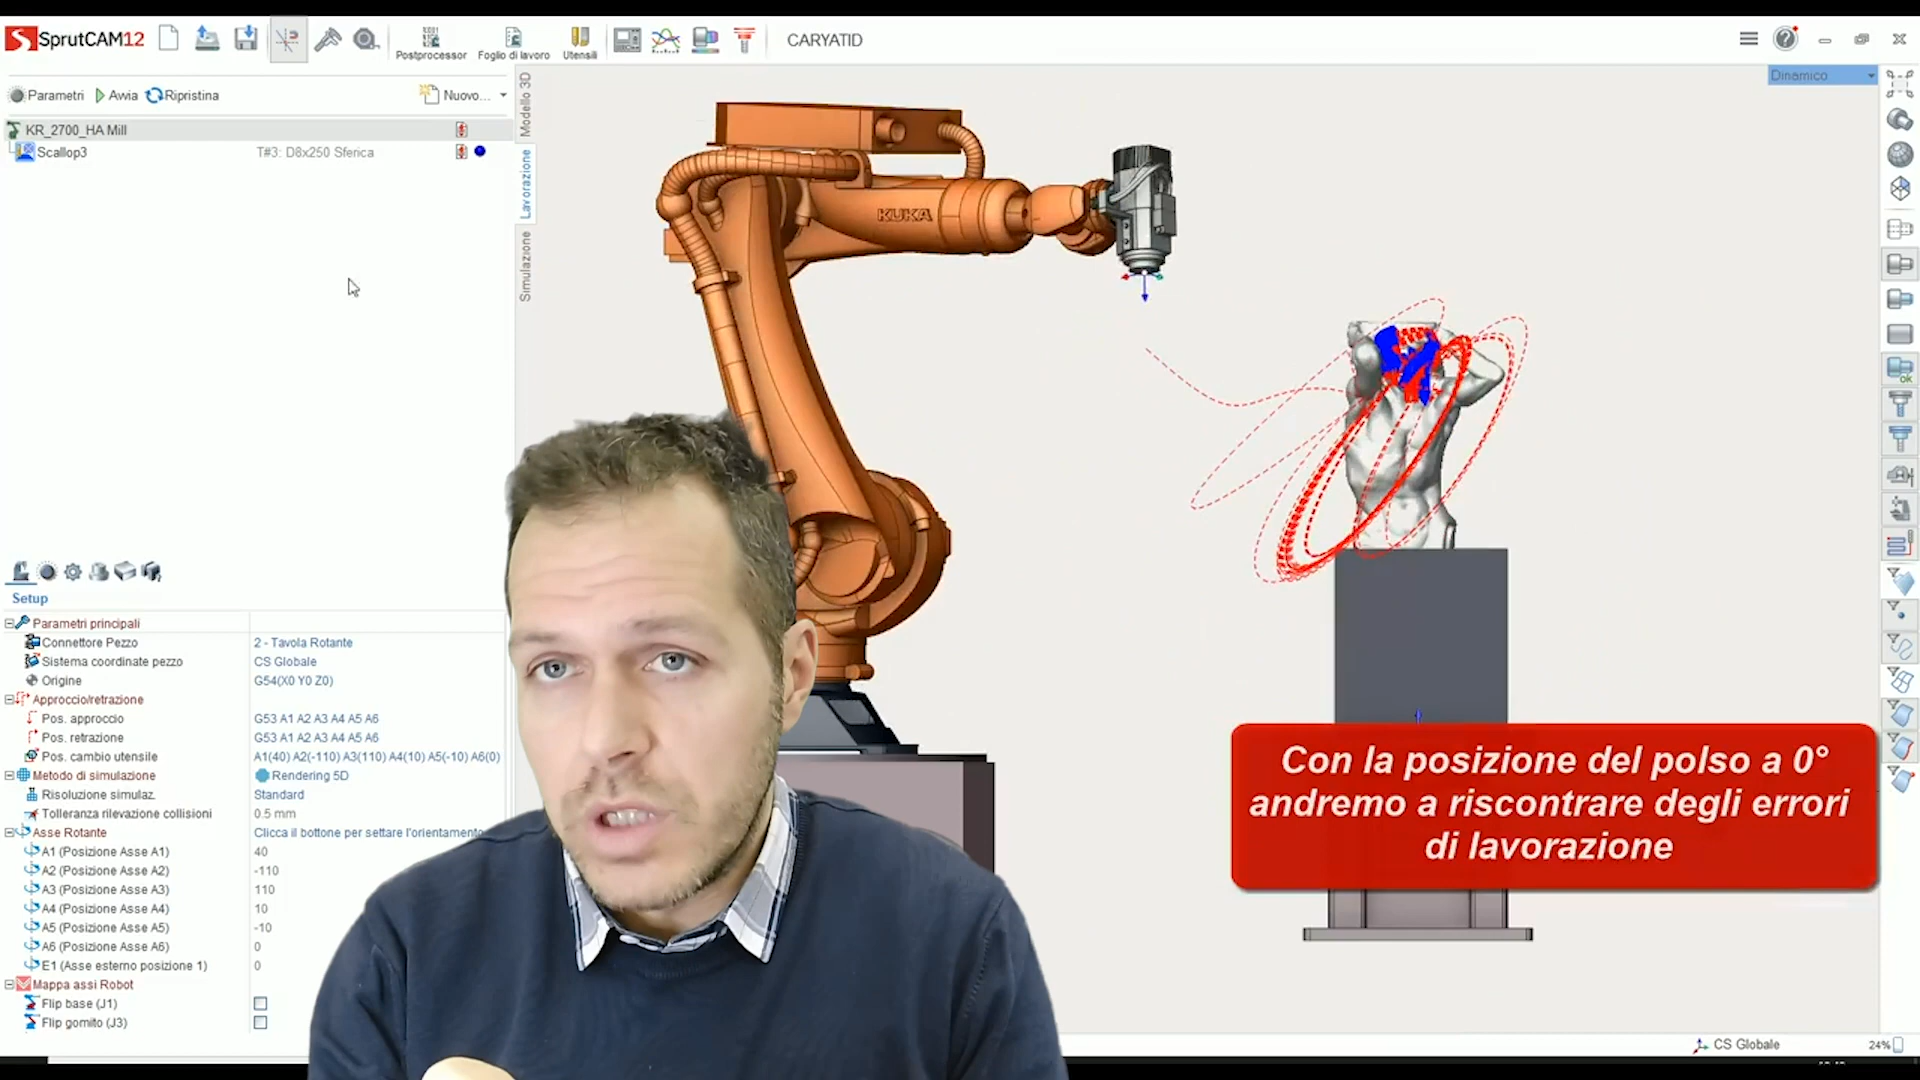 SprutCAM12
Postprocessor
Foglio di lavoro
Utensili
CARYATID
Parametri
Avvia
Ripristina
Nuovo...
Dinamico
KR_2700_HA Mill
Scallop3
T#3: D8x250 Sferica
Modello 3D
Lavorazione
Simulazione
KUKA
Setup
Parametri principali
Connettore Pezzo 2 - Tavola Rotante
Sistema coordinate pezzo CS Globale
Origine G54(X0 Y0 Z0)
Approccio/retrazione
Pos. approccio G53 A1 A2 A3 A4 A5 A6
Pos. retrazione G53 A1 A2 A3 A4 A5 A6
Pos. cambio utensile A1(40) A2(-110) A3(110) A4(10) A5(-10) A6(0)
Metodo di simulazione Rendering 5D
Risoluzione simulaz. Standard
Tolleranza rilevazione collisioni 0.5 mm
Asse Rotante Clicca il bottone per settare l'orientamento
A1 (Posizione Asse A1) 40
A2 (Posizione Asse A2) -110
A3 (Posizione Asse A3) 110
A4 (Posizione Asse A4) 10
A5 (Posizione Asse A5) -10
A6 (Posizione Asse A6) 0
E1 (Asse esterno posizione 1) 0
Mappa assi Robot
Flip base (J1)
Flip gomito (J3)
Con la posizione del polso a 0°
andremo a riscontrare degli errori
di lavorazione
CS Globale
24%